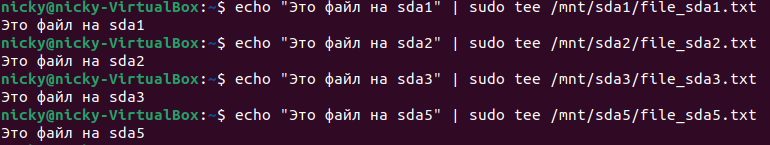 nicky@nicky-VirtualBox:~$ echo "Это файл на sda1" | sudo tee /mnt/sda1/file_sda1.txt
Это файл на sda1
nicky@nicky-VirtualBox:~$ echo "Это файл на sda2" | sudo tee /mnt/sda2/file_sda2.txt
Это файл на sda2
nicky@nicky-VirtualBox:~$ echo "Это файл на sda3" | sudo tee /mnt/sda3/file_sda3.txt
Это файл на sda3
nicky@nicky-VirtualBox:~$ echo "Это файл на sda5" | sudo tee /mnt/sda5/file_sda5.txt
Это файл на sda5